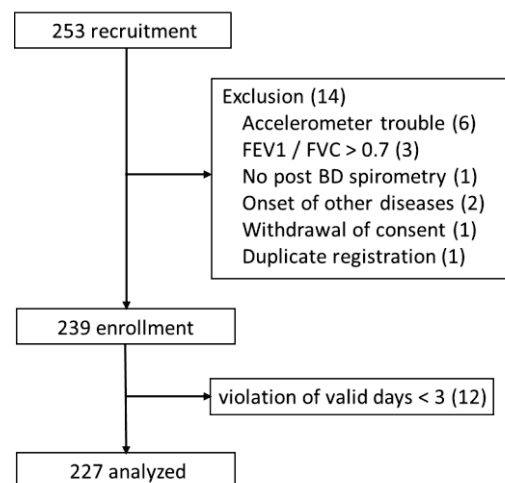 253 recruitment
Exclusion (14)
Accelerometer trouble (6)
FEV1 / FVC > 0.7 (3)
No post BD spirometry (1)
Onset of other diseases (2)
Withdrawal of consent (1)
Duplicate registration (1)
239 enrollment
violation of valid days < 3 (12)
227 analyzed